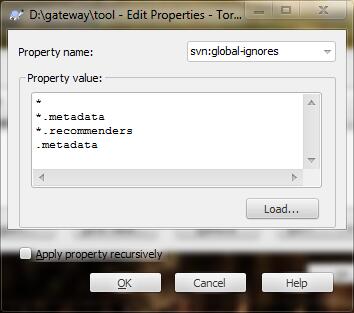 D:\gateway\tool - Edit Properties - Tor...
Property name:
svn:global-ignores
Property value:
*
*.metadata
*.recommenders
.metadata
Load...
Apply property recursively
OK
Cancel
Help